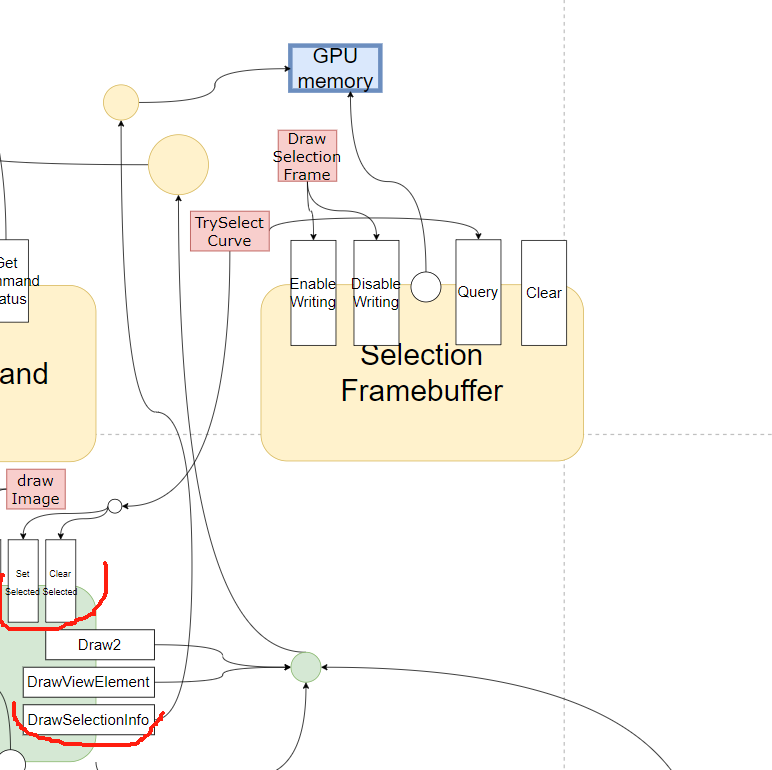 GPU
memory
Draw
Selection
Frame
TrySelect
Curve
Get
mmand
atus
Enable
Writing
Disable
Writing
Query
Clear
Selection
Framebuffer
and
draw
Image
Set
Selected
Clear
Selected
Draw2
DrawViewElement
DrawSelectionInfo